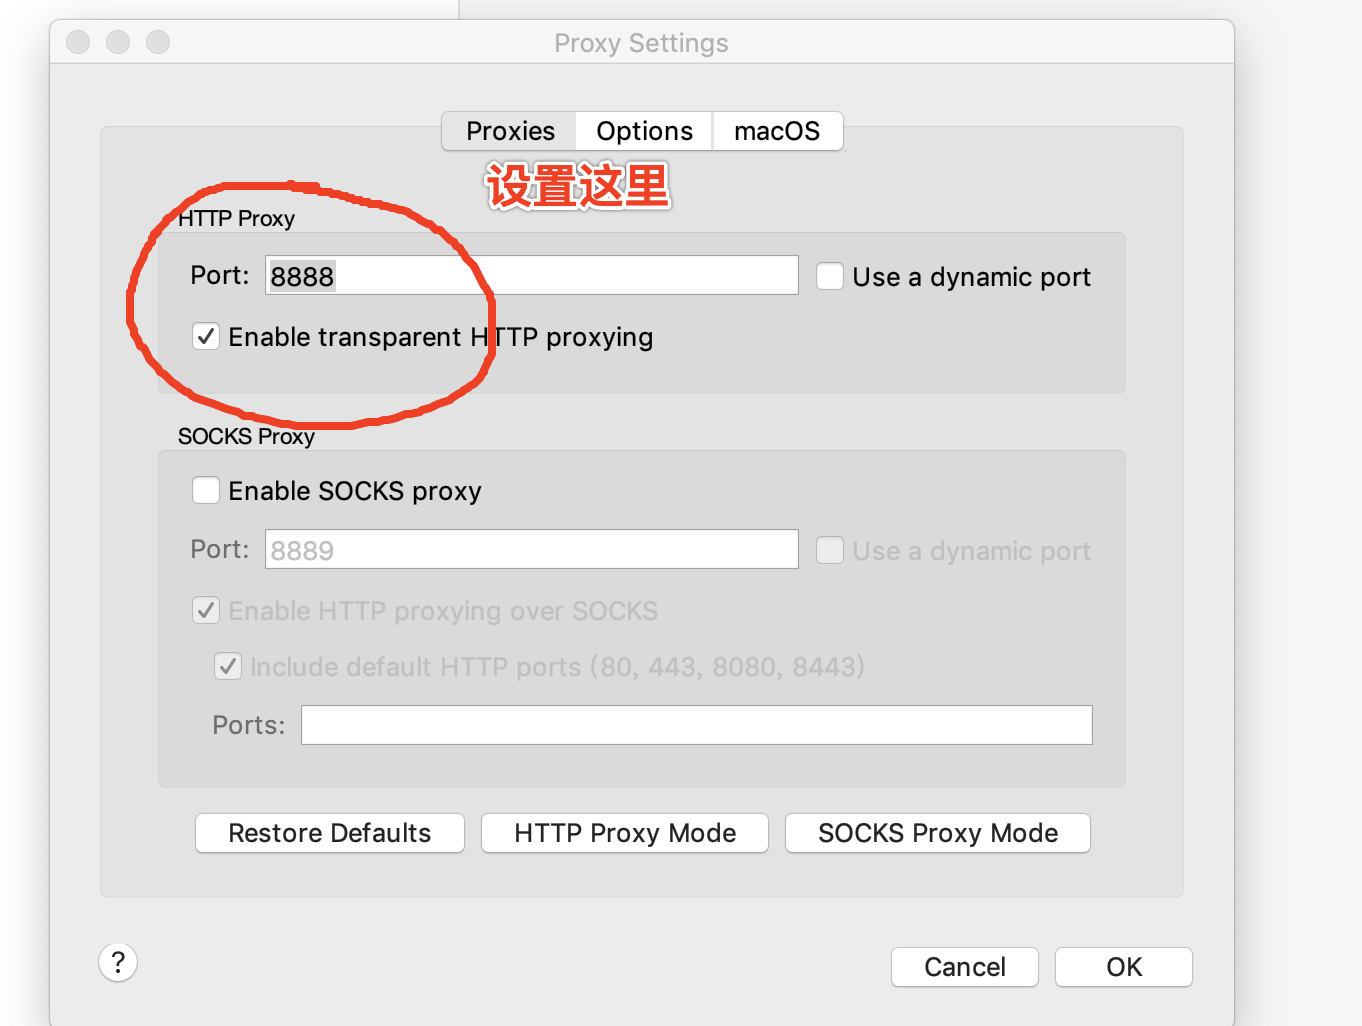 Proxy Settings
Proxies Options macOS
设置这里
HTTP Proxy
Port: 8888 Use a dynamic port
Enable transparent HTTP proxying
SOCKS Proxy
Enable SOCKS proxy
Port: 8889 Use a dynamic port
Enable HTTP proxying over SOCKS
Include default HTTP ports (80, 443, 8080, 8443)
Ports:
Restore Defaults HTTP Proxy Mode SOCKS Proxy Mode
? Cancel OK